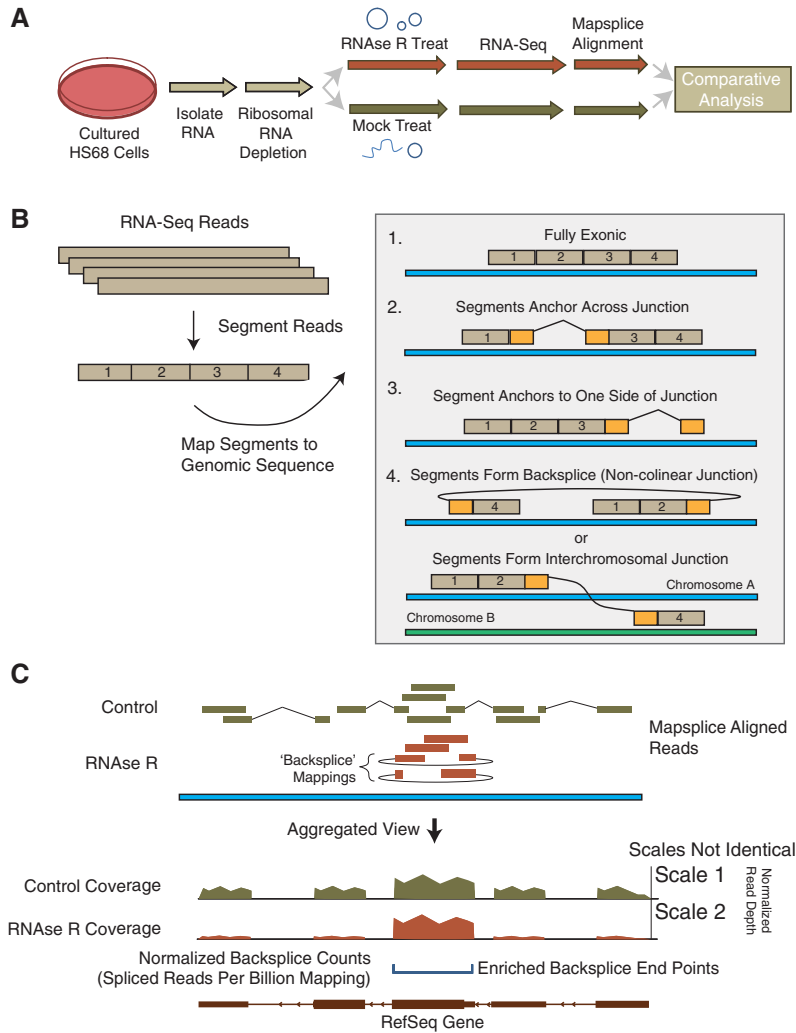 A
Cultured
HS68 Cells
Isolate
RNA
Ribosomal
RNA
Depletion
RNAse R Treat
Mock Treat
RNA-Seq
Mapsplice
Alignment
Comparative
Analysis
B
RNA-Seq Reads
Segment Reads
1 2 3 4
Map Segments to
Genomic Sequence
1.
Fully Exonic
1 2 3 4
2.
Segments Anchor Across Junction
1 3 4
3.
Segment Anchors to One Side of Junction
1 2 3
4.
Segments Form Backsplice (Non-colinear Junction)
4 1 2
or
Segments Form Interchromosomal Junction
1 2
Chromosome A
Chromosome B
4
C
Control
Mapsplice Aligned
Reads
RNAse R
'Backsplice'
Mappings
Aggregated View
Scales Not Identical
Control Coverage
Scale 1
Scale 2
Normalized
Read Depth
RNAse R Coverage
Normalized Backsplice Counts
(Spliced Reads Per Billion Mapping)
Enriched Backsplice End Points
RefSeq Gene